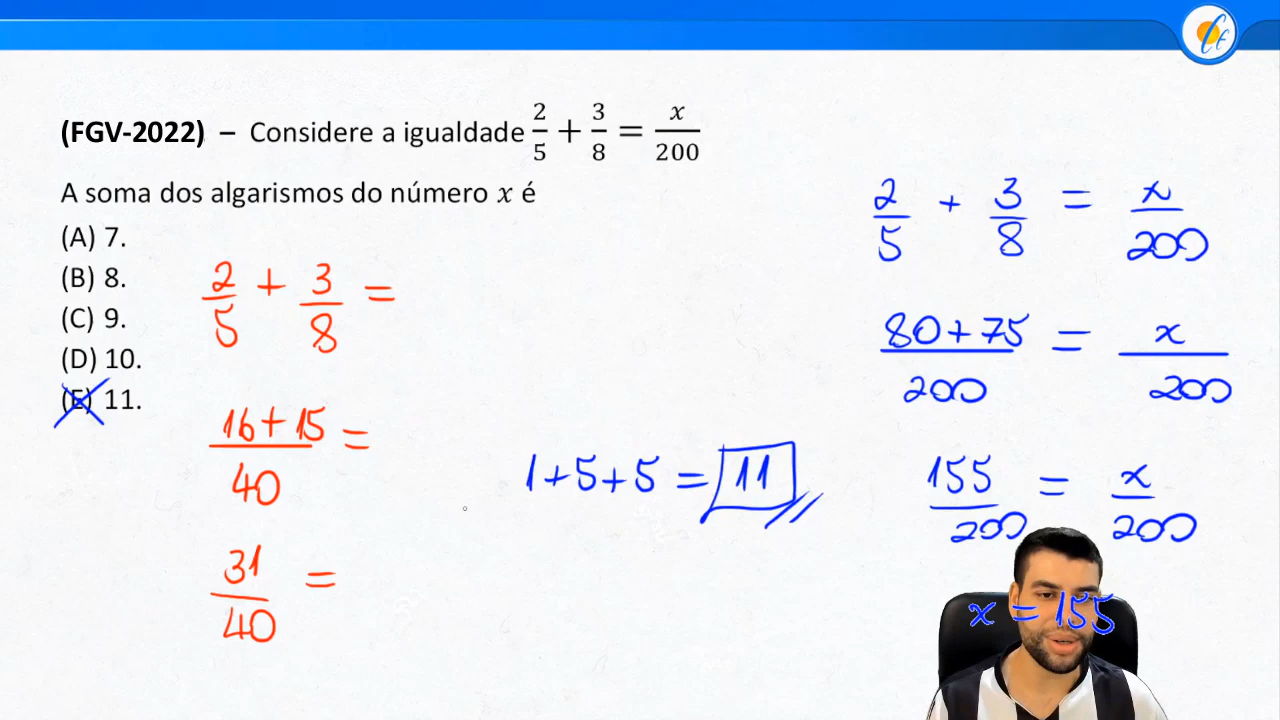 (FGV-2022) – Considere a igualdade 2/5 + 3/8 = x/200
A soma dos algarismos do número x é
(A) 7.
(B) 8.
(C) 9.
(D) 10.
(E) 11.
2/5 + 3/8 =
16+15/40 =
31/40 =
1+5+5 = 11
2/5 + 3/8 = x/200
80+75/200 = x/200
155/200 = x/200
x = 155